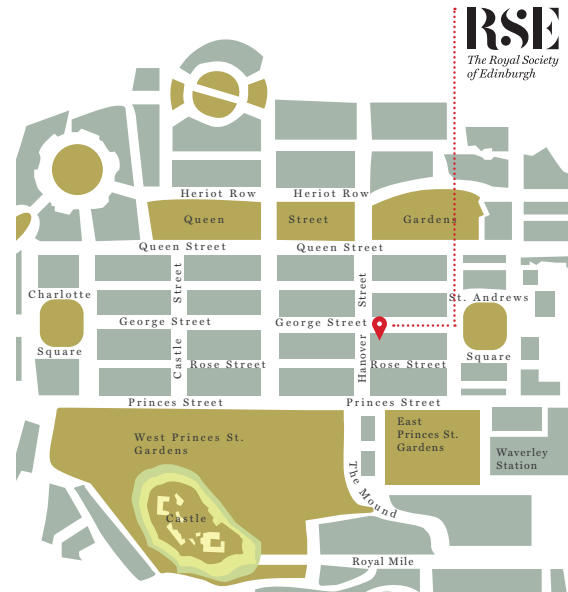 RSE
The Royal Society
of Edinburgh
Heriot Row
Heriot Row
Queen
Street
Gardens
Queen Street
Queen Street
Street
Street
Charlotte
Square
St. Andrews
Square
George Street
George Street
Castle
Hanover
Rose Street
Rose Street
Princes Street
Princes Street
West Princes St.
Gardens
East
Princes St.
Gardens
Waverley
Station
The Mound
Castle
Royal Mile